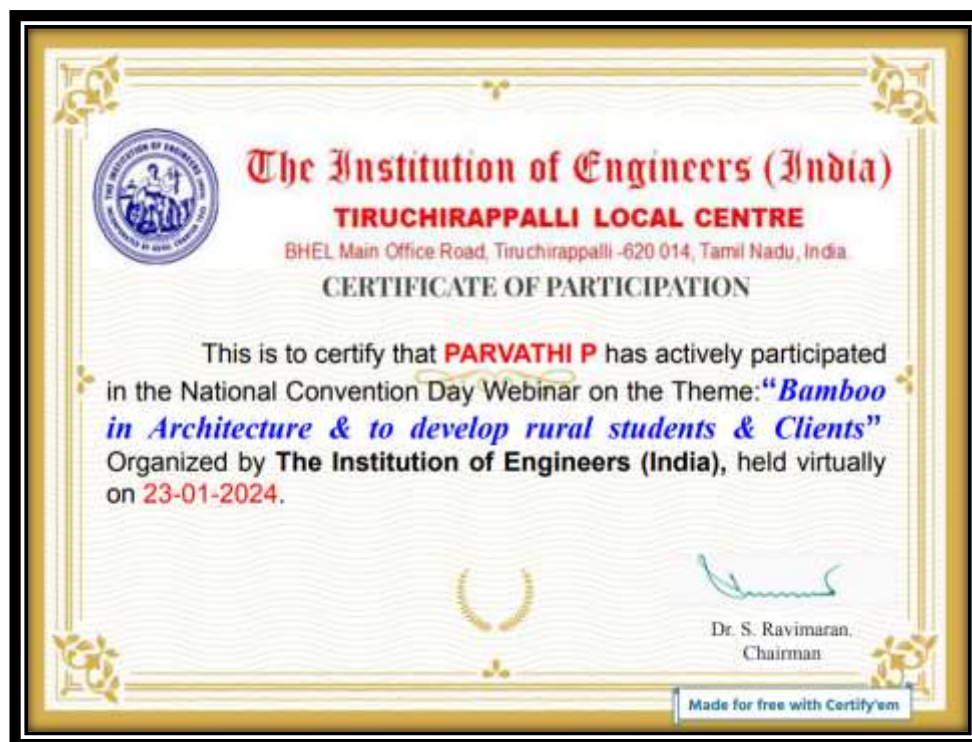 The Institution of Engineers (India)
TIRUCHIRAPPALLI LOCAL CENTRE
BHEL Main Office Road, Tiruchirappalli -620 014, Tamil Nadu, India.
CERTIFICATE OF PARTICIPATION
This is to certify that PARVATHI P has actively participated
in the National Convention Day Webinar on the Theme:“Bamboo
in Architecture & to develop rural students & Clients”
Organized by The Institution of Engineers (India), held virtually
on 23-01-2024.
Dr. S. Ravimaran,
Chairman
Made for free with Certify'em